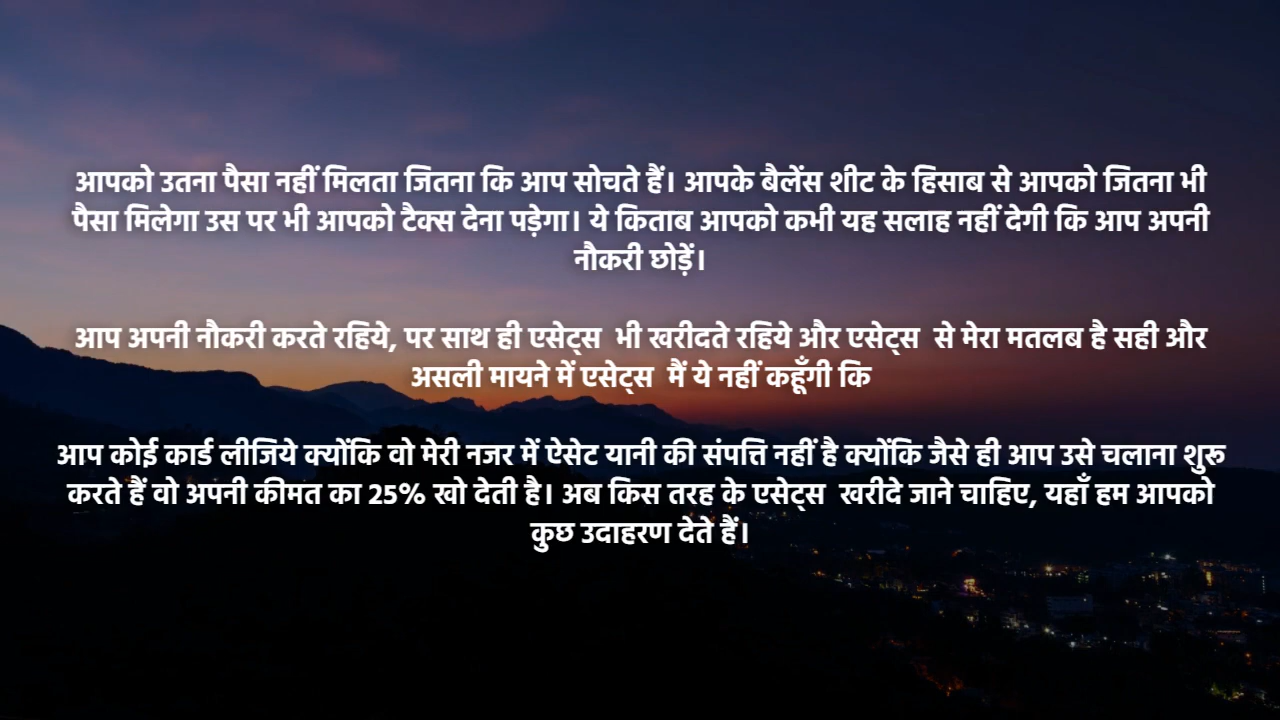 आपको उतना पैसा नहीं मिलता जितना कि आप सोचते हैं। आपके बैलेंस शीट के हिसाब से आपको जितना भी
पैसा मिलेगा उस पर भी आपको टैक्स देना पड़ेगा। ये किताब आपको कभी यह सलाह नहीं देगी कि आप अपनी
नौकरी छोड़ें।
आप अपनी नौकरी करते रहिये, पर साथ ही एसेट्स भी खरीदते रहिये और एसेट्स से मेरा मतलब है सही और
असली मायने में एसेट्स मैं ये नहीं कहूँगी कि
आप कोई कार्ड लीजिये क्योंकि वो मेरी नजर में ऐसेट यानी की संपत्ति नहीं है क्योंकि जैसे ही आप उसे चलाना शुरू
करते हैं वो अपनी कीमत का 25% खो देती है। अब किस तरह के एसेट्स खरीदे जाने चाहिए, यहाँ हम आपको
कुछ उदाहरण देते हैं।